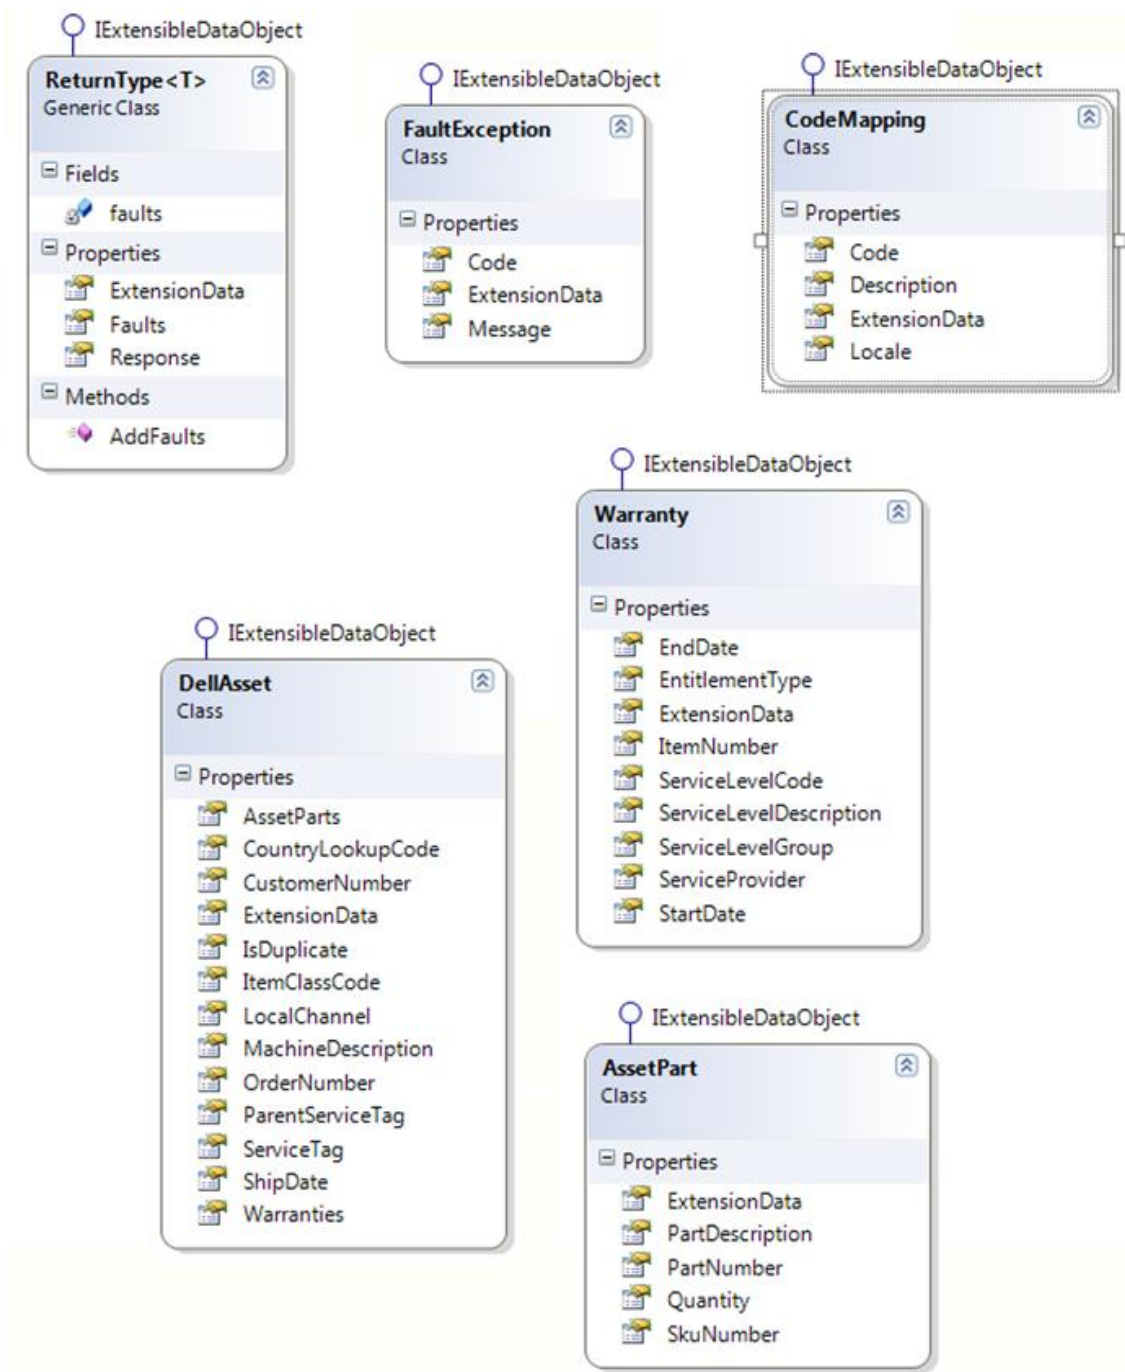 IExtensibleDataObject
ReturnType<T>
Generic Class
Fields
faults
Properties
ExtensionData
Faults
Response
Methods
AddFaults
IExtensibleDataObject
FaultException
Class
Properties
Code
ExtensionData
Message
IExtensibleDataObject
CodeMapping
Class
Properties
Code
Description
ExtensionData
Locale
IExtensibleDataObject
Warranty
Class
Properties
EndDate
EntitlementType
ExtensionData
ItemNumber
ServiceLevelCode
ServiceLevelDescription
ServiceLevelGroup
ServiceProvider
StartDate
IExtensibleDataObject
DellAsset
Class
Properties
AssetParts
CountryLookupCode
CustomerNumber
ExtensionData
IsDuplicate
ItemClassCode
LocalChannel
MachineDescription
OrderNumber
ParentServiceTag
ServiceTag
ShipDate
Warranties
IExtensibleDataObject
AssetPart
Class
Properties
ExtensionData
PartDescription
PartNumber
Quantity
SkuNumber